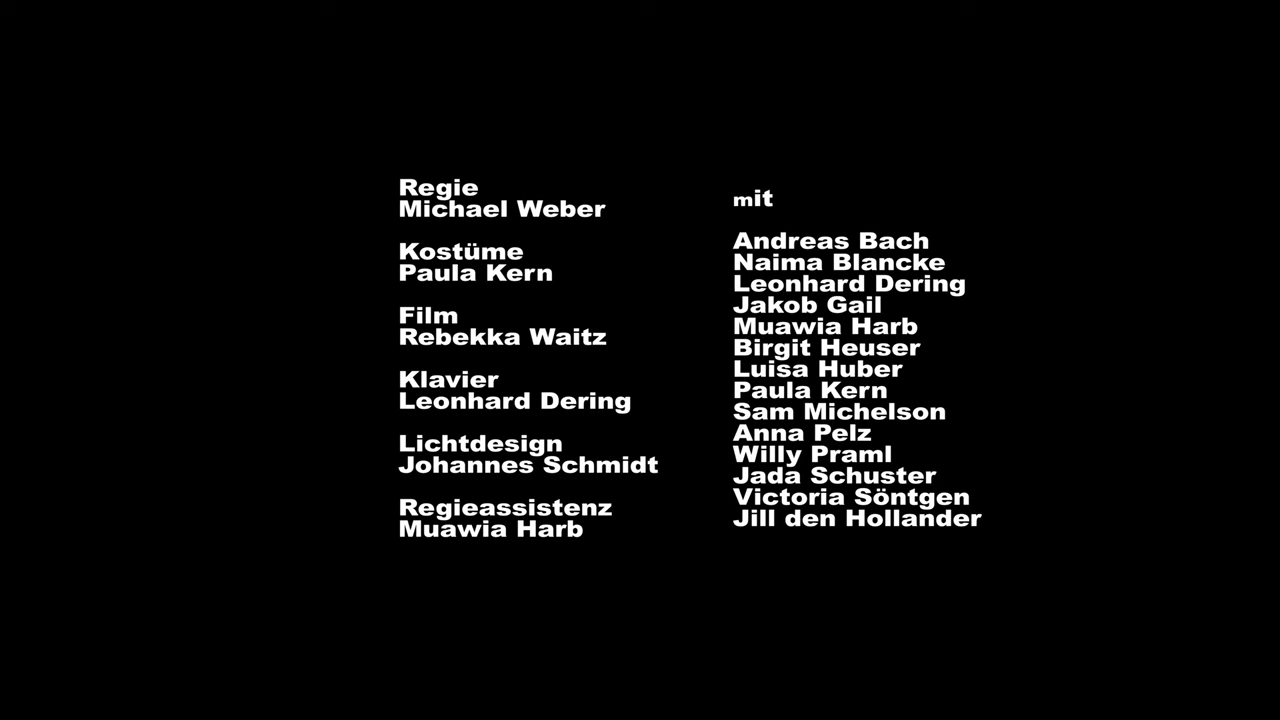 Regie
Michael Weber
Kostüme
Paula Kern
Film
Rebekka Waitz
Klavier
Leonhard Dering
Lichtdesign
Johannes Schmidt
Regieassistenz
Muawia Harb
mit
Andreas Bach
Naima Blancke
Leonhard Dering
Jakob Gail
Muawia Harb
Birgit Heuser
Luisa Huber
Paula Kern
Sam Michelson
Anna Pelz
Willy Praml
Jada Schuster
Victoria Söntgen
Jill den Hollander